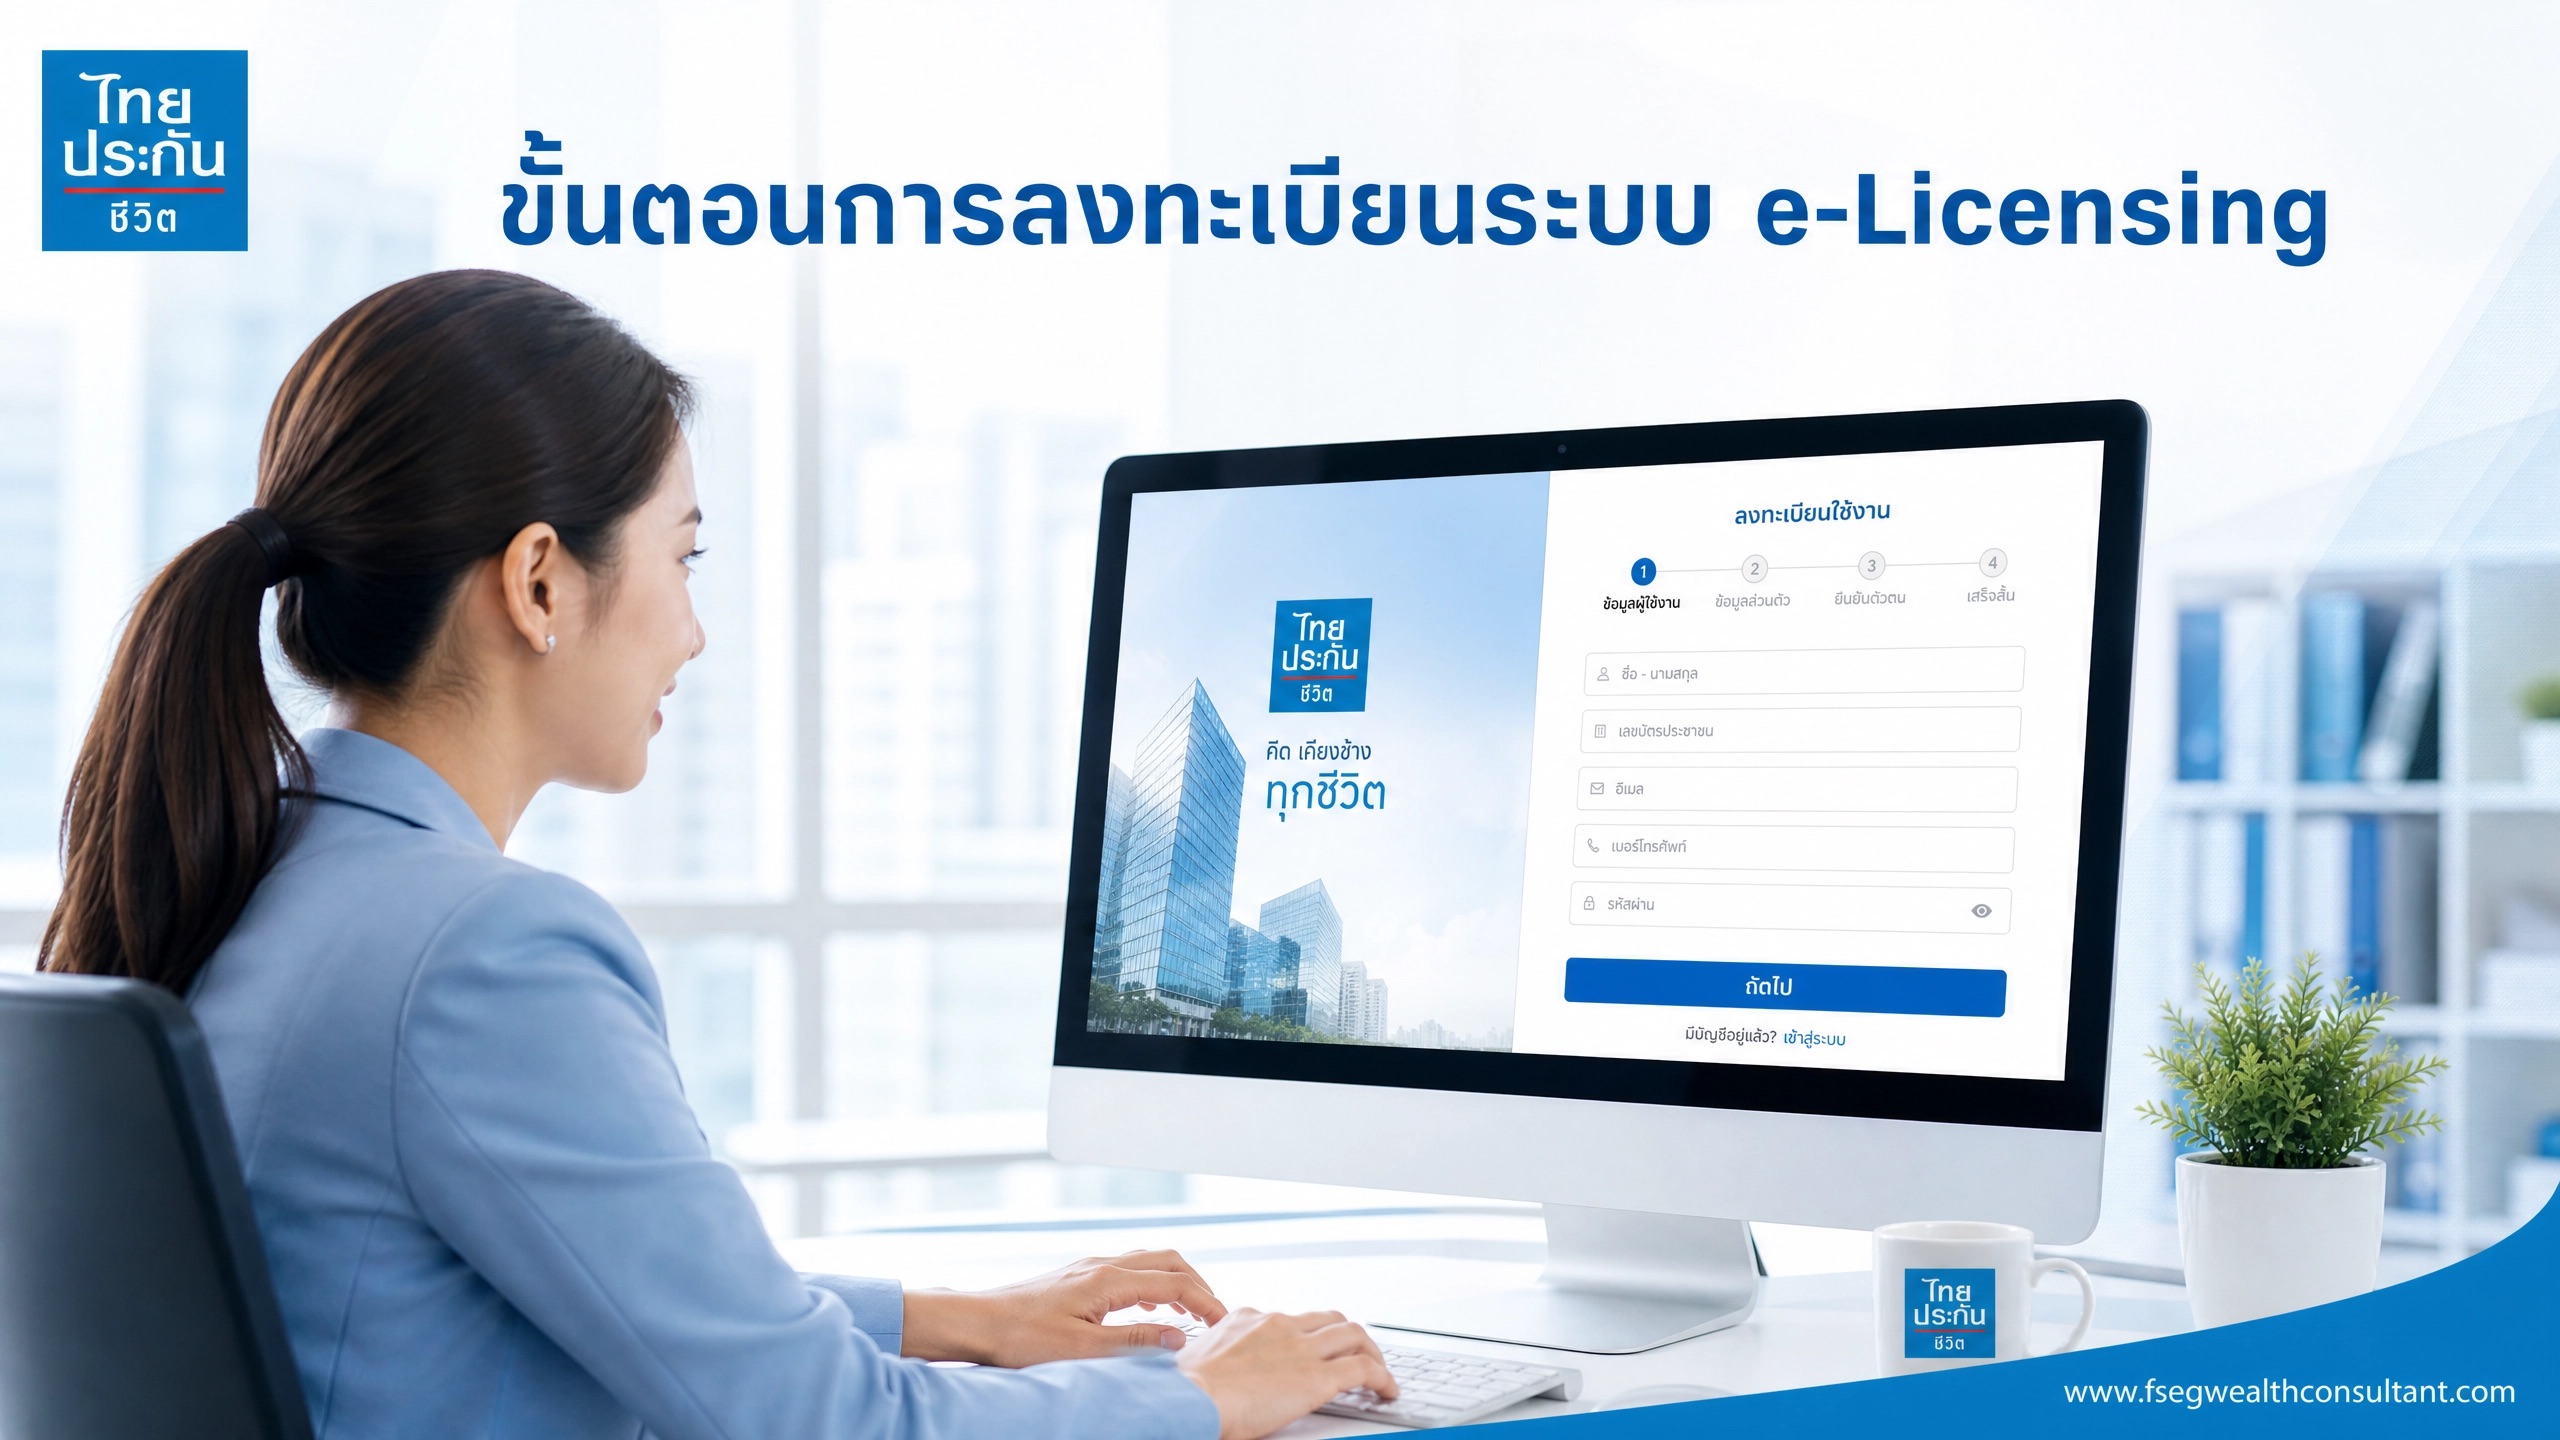 ไทย
ประกัน
ชีวิต
ขั้นตอนการลงทะเบียนระบบ e-Licensing
ไทย
ประกัน
ชีวิต
คิด เคียงข้าง
ทุกชีวิต
ลงทะเบียนใช้งาน
1 2 3 4
ข้อมูลผู้ใช้งาน ข้อมูลส่วนตัว ยืนยันตัวตน เสร็จสิ้น
ชื่อ - นามสกุล
เลขบัตรประชาชน
อีเมล
เบอร์โทรศัพท์
รหัสผ่าน
ถัดไป
มีบัญชีอยู่แล้ว? เข้าสู่ระบบ
ไทย
ประกัน
ชีวิต
www.fsegwealthconsultant.com